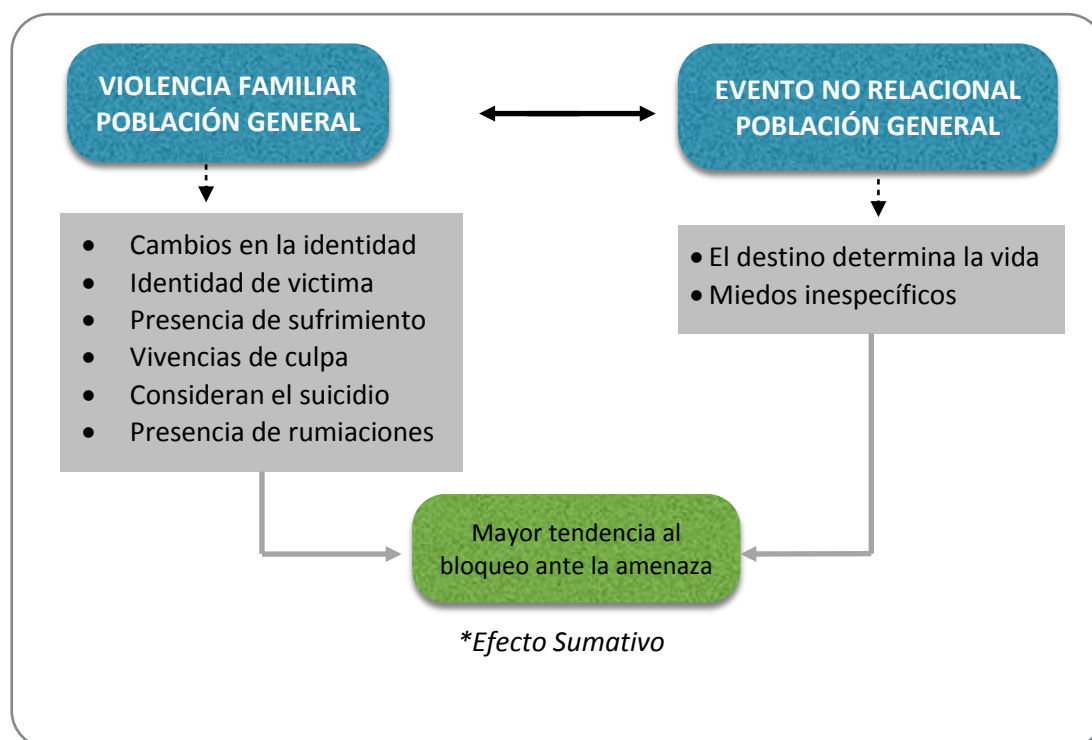 VIOLENCIA FAMILIAR
POBLACIÓN GENERAL
EVENTO NO RELACIONAL
POBLACIÓN GENERAL
• Cambios en la identidad
• Identidad de victima
• Presencia de sufrimiento
• Vivencias de culpa
• Consideran el suicidio
• Presencia de rumiaciones
• El destino determina la vida
• Miedos inespecíficos
Mayor tendencia al
bloqueo ante la amenaza
*Efecto Sumativo